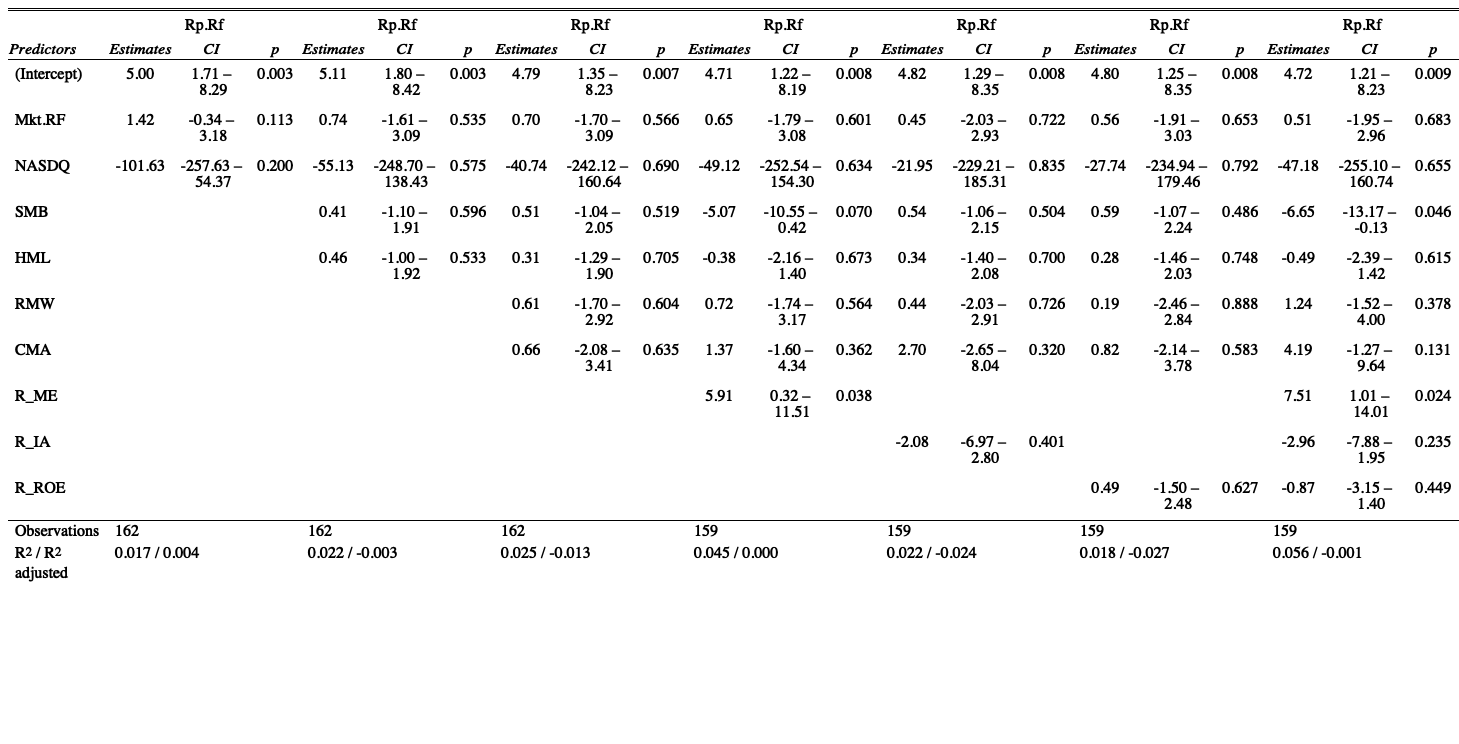 Rp.Rf Rp.Rf Rp.Rf Rp.Rf Rp.Rf Rp.Rf Rp.Rf
Predictors Estimates CI p Estimates CI p Estimates CI p Estimates CI p Estimates CI p Estimates CI p Estimates CI p
(Intercept) 5.00 1.71 – 0.003 5.11 1.80 – 0.003 4.79 1.35 – 0.007 4.71 1.22 – 0.008 4.82 1.29 – 0.008 4.80 1.25 – 0.008 4.72 1.21 – 0.009
8.29 8.42 8.23 8.19 8.35 8.35 8.23
Mkt.RF 1.42 -0.34 – 0.113 0.74 -1.61 – 0.535 0.70 -1.70 – 0.566 0.65 -1.79 – 0.601 0.45 -2.03 – 0.722 0.56 -1.91 – 0.653 0.51 -1.95 – 0.683
3.18 3.09 3.09 3.08 2.93 3.03 2.96
NASDQ -101.63 -257.63 – 0.200 -55.13 -248.70 – 0.575 -40.74 -242.12 – 0.690 -49.12 -252.54 – 0.634 -21.95 -229.21 – 0.835 -27.74 -234.94 – 0.792 -47.18 -255.10 – 0.655
54.37 138.43 160.64 154.30 185.31 179.46 160.74
SMB 0.41 -1.10 – 0.596 0.51 -1.04 – 0.519 -5.07 -10.55 – 0.070 0.54 -1.06 – 0.504 0.59 -1.07 – 0.486 -6.65 -13.17 – 0.046
1.91 2.05 0.42 2.15 2.24 -0.13
HML 0.46 -1.00 – 0.533 0.31 -1.29 – 0.705 -0.38 -2.16 – 0.673 0.34 -1.40 – 0.700 0.28 -1.46 – 0.748 -0.49 -2.39 – 0.615
1.92 1.90 1.40 2.08 2.03 1.42
RMW 0.61 -1.70 – 0.604 0.72 -1.74 – 0.564 0.44 -2.03 – 0.726 0.19 -2.46 – 0.888 1.24 -1.52 – 0.378
2.92 3.17 2.91 2.84 4.00
CMA 0.66 -2.08 – 0.635 1.37 -1.60 – 0.362 2.70 -2.65 – 0.320 0.82 -2.14 – 0.583 4.19 -1.27 – 0.131
3.41 4.34 8.04 3.78 9.64
R_ME 5.91 0.32 – 0.038 7.51 1.01 – 0.024
11.51 14.01
R_IA -2.08 -6.97 – 0.401 -2.96 -7.88 – 0.235
2.80 1.95
R_ROE 0.49 -1.50 – 0.627 -0.87 -3.15 – 0.449
2.48 1.40
Observations 162 162 162 159 159 159 159
R2 / R2 0.017 / 0.004 0.022 / -0.003 0.025 / -0.013 0.045 / 0.000 0.022 / -0.024 0.018 / -0.027 0.056 / -0.001
adjusted